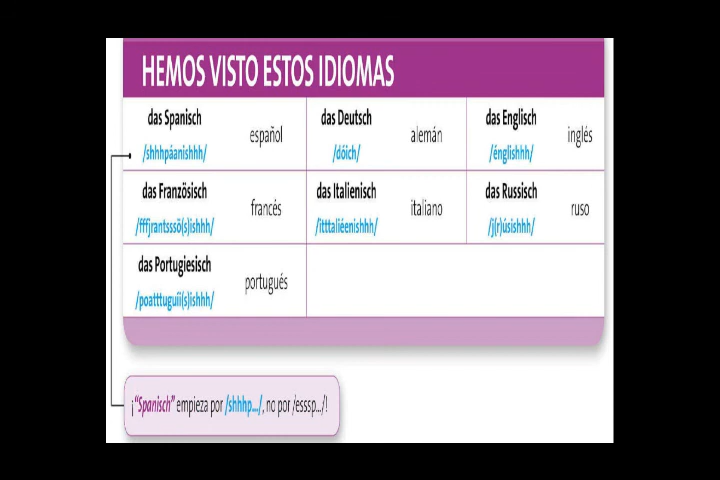 HEMOS VISTO ESTOS IDIOMAS
das Spanisch
español
/shhhpáanishhh/
das Deutsch
alemán
/dóich/
das Englisch
inglés
/énglishhh/
das Französisch
francés
/fffjrantsssö(s)ishhh/
das Italienisch
italiano
/itttaliéenishhh/
das Russisch
ruso
/j(r)úsishhh/
das Portugiesisch
portugués
/poatttuguíi(s)ishhh/
¡"Spanisch" empieza por /shhhp.../, no por /esssp.../!